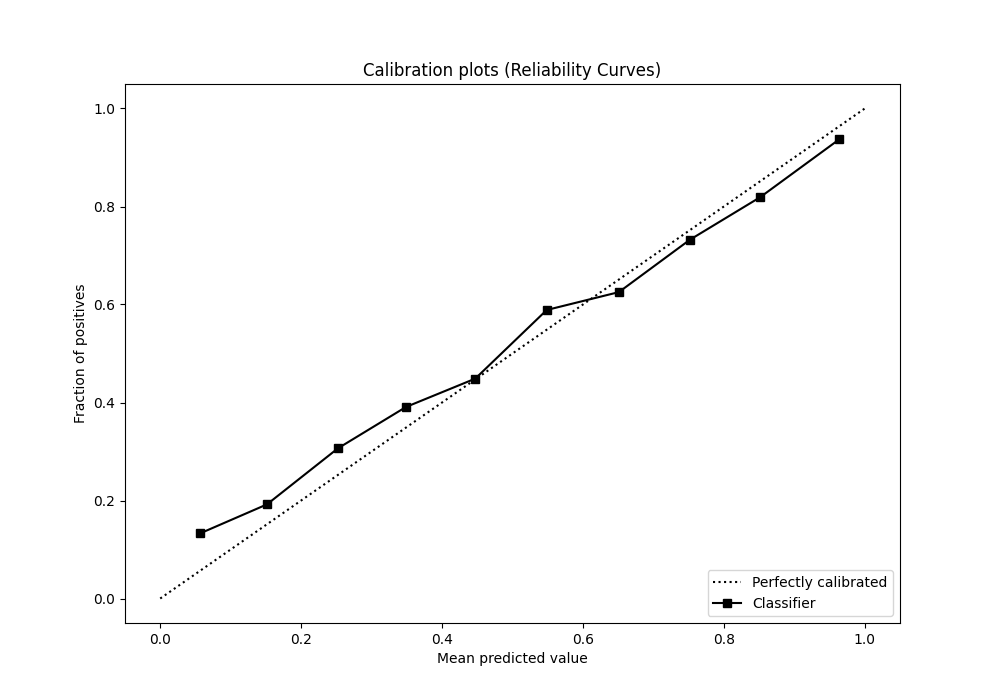 Calibration plots (Reliability Curves)
1.0
0.8
0.6
0.4
0.2
0.0
Fraction of positives
0.0 0.2 0.4 0.6 0.8 1.0
Mean predicted value
Perfectly calibrated
Classifier